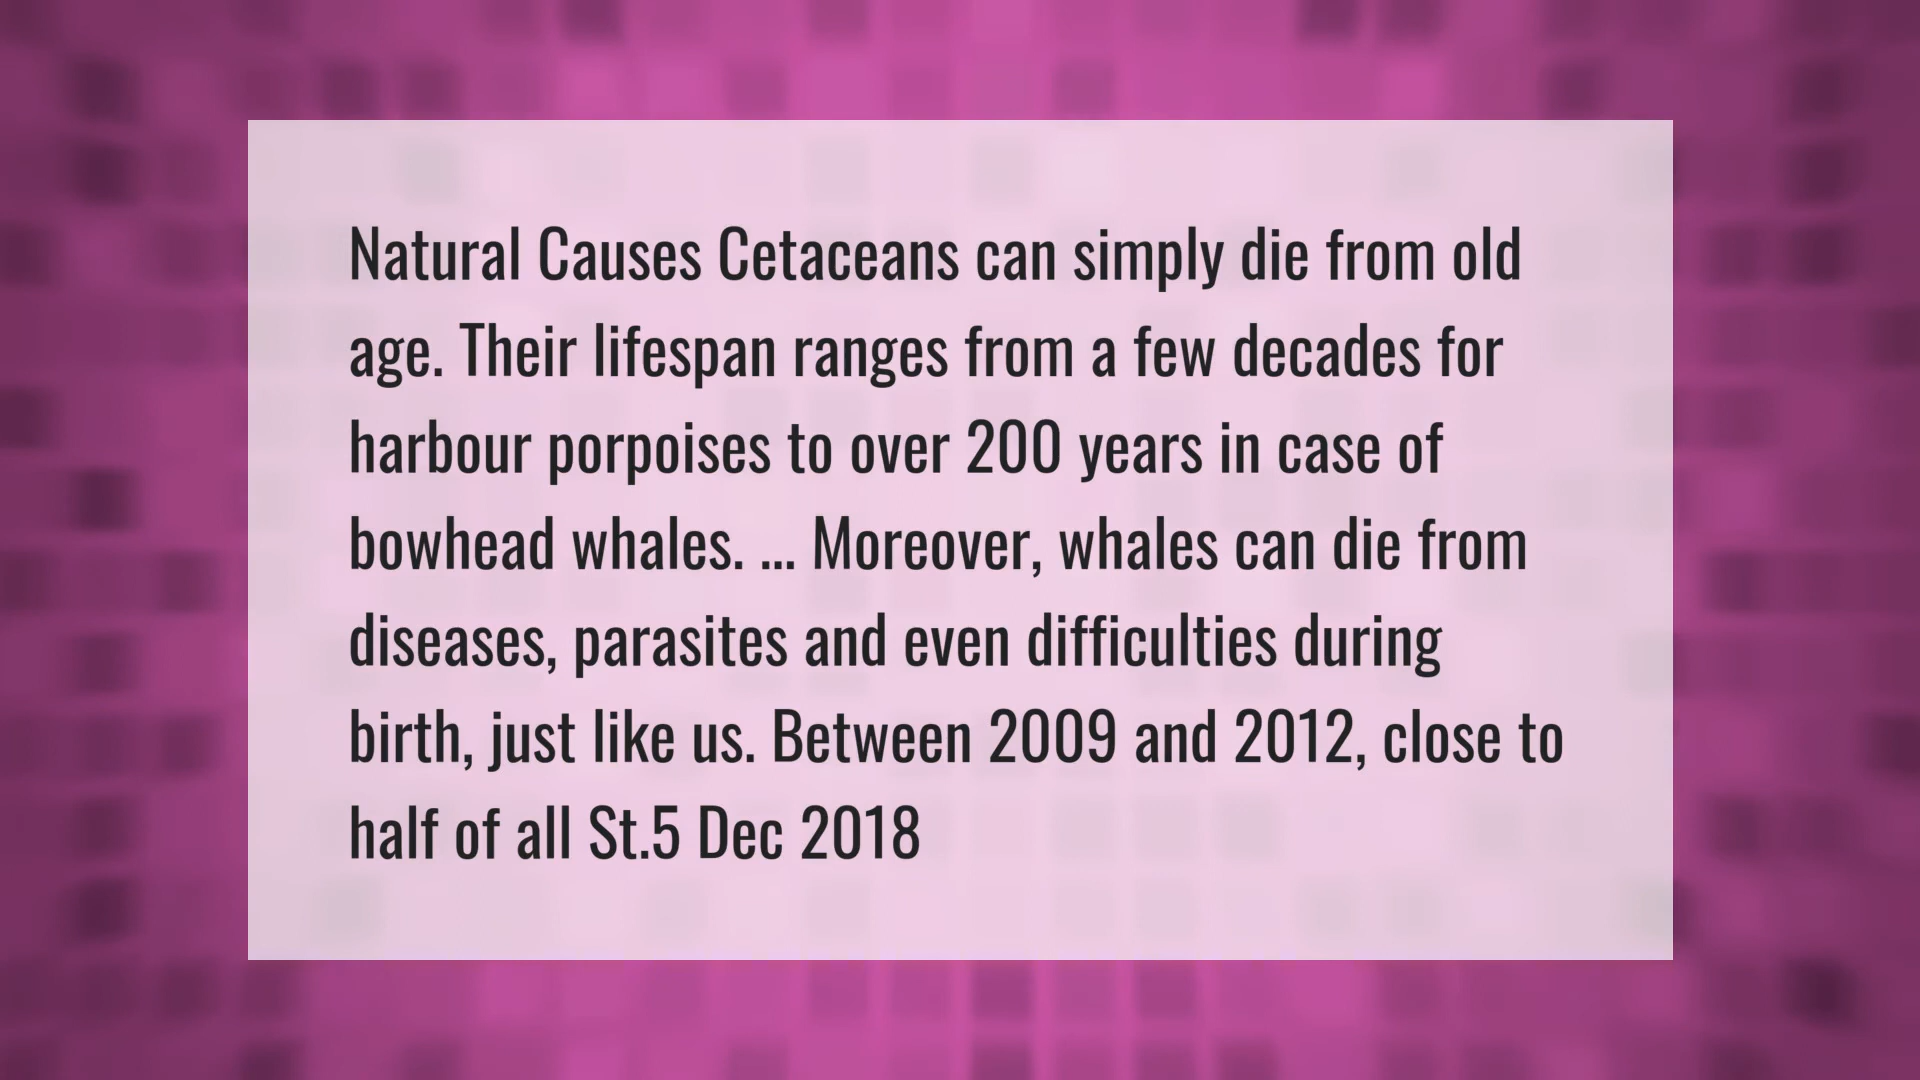 Natural Causes Cetaceans can simply die from old
age. Their lifespan ranges from a few decades for
harbour porpoises to over 200 years in case of
bowhead whales. ... Moreover, whales can die from
diseases, parasites and even difficulties during
birth, just like us. Between 2009 and 2012, close to
half of all St.5 Dec 2018